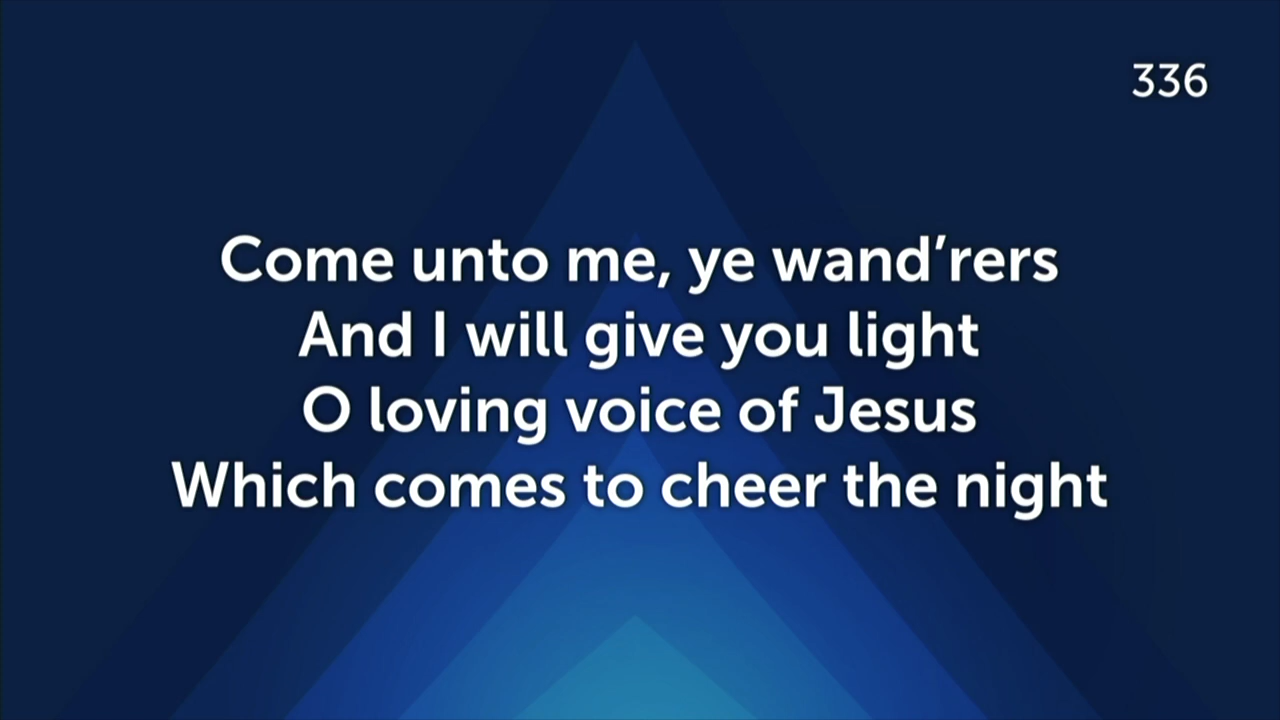 336
Come unto me, ye wand’rers
And I will give you light
O loving voice of Jesus
Which comes to cheer the night